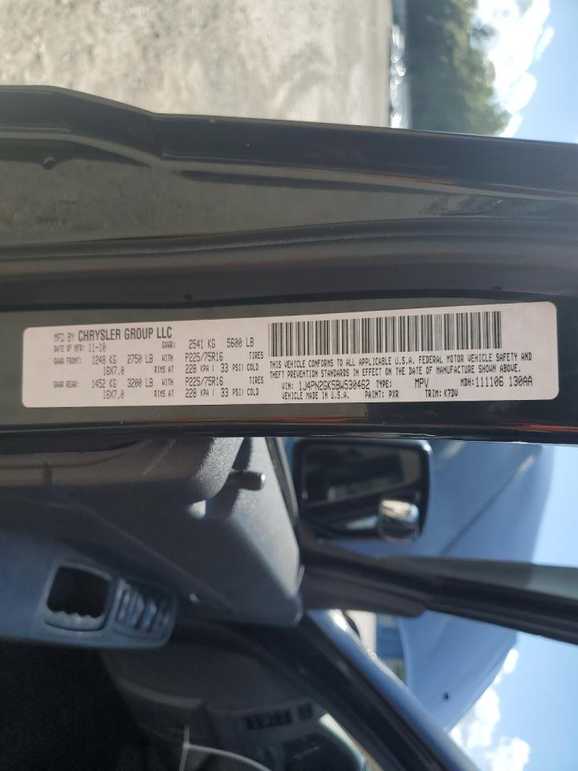 MFD BY CHRYSLER GROUP LLC
DATE OF MFR: 11-10 GVWR: 2541 KG 5600 LB
GAWR FRONT: 1248 KG 2750 LB WITH P225/75R16 TIRES
16X7.0 RIMS AT 228 KPA / 33 PSI COLD
GAWR REAR: 1452 KG 3200 LB WITH P225/75R16 TIRES
16X7.0 RIMS AT 228 KPA / 33 PSI COLD
THIS VEHICLE CONFORMS TO ALL APPLICABLE U.S.A. FEDERAL MOTOR
VEHICLE SAFETY AND THEFT
PREVENTION STANDARDS IN EFFECT ON THE DATE OF MANUFACTURE SHOWN ABOVE.
VIN: TYPE: MPV MDH: 111106 130AA
VEHICLE MADE IN U.S.A. PAINT: PXR TRIM: K7DV